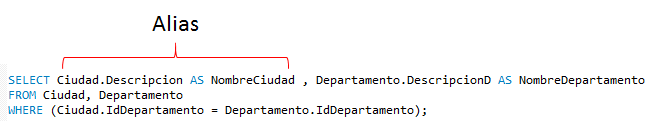 Alias
SELECT Ciudad.Descripcion AS NombreCiudad , Departamento.DescripcionD AS NombreDepartamento
FROM Ciudad, Departamento
WHERE (Ciudad.IdDepartamento = Departamento.IdDepartamento);